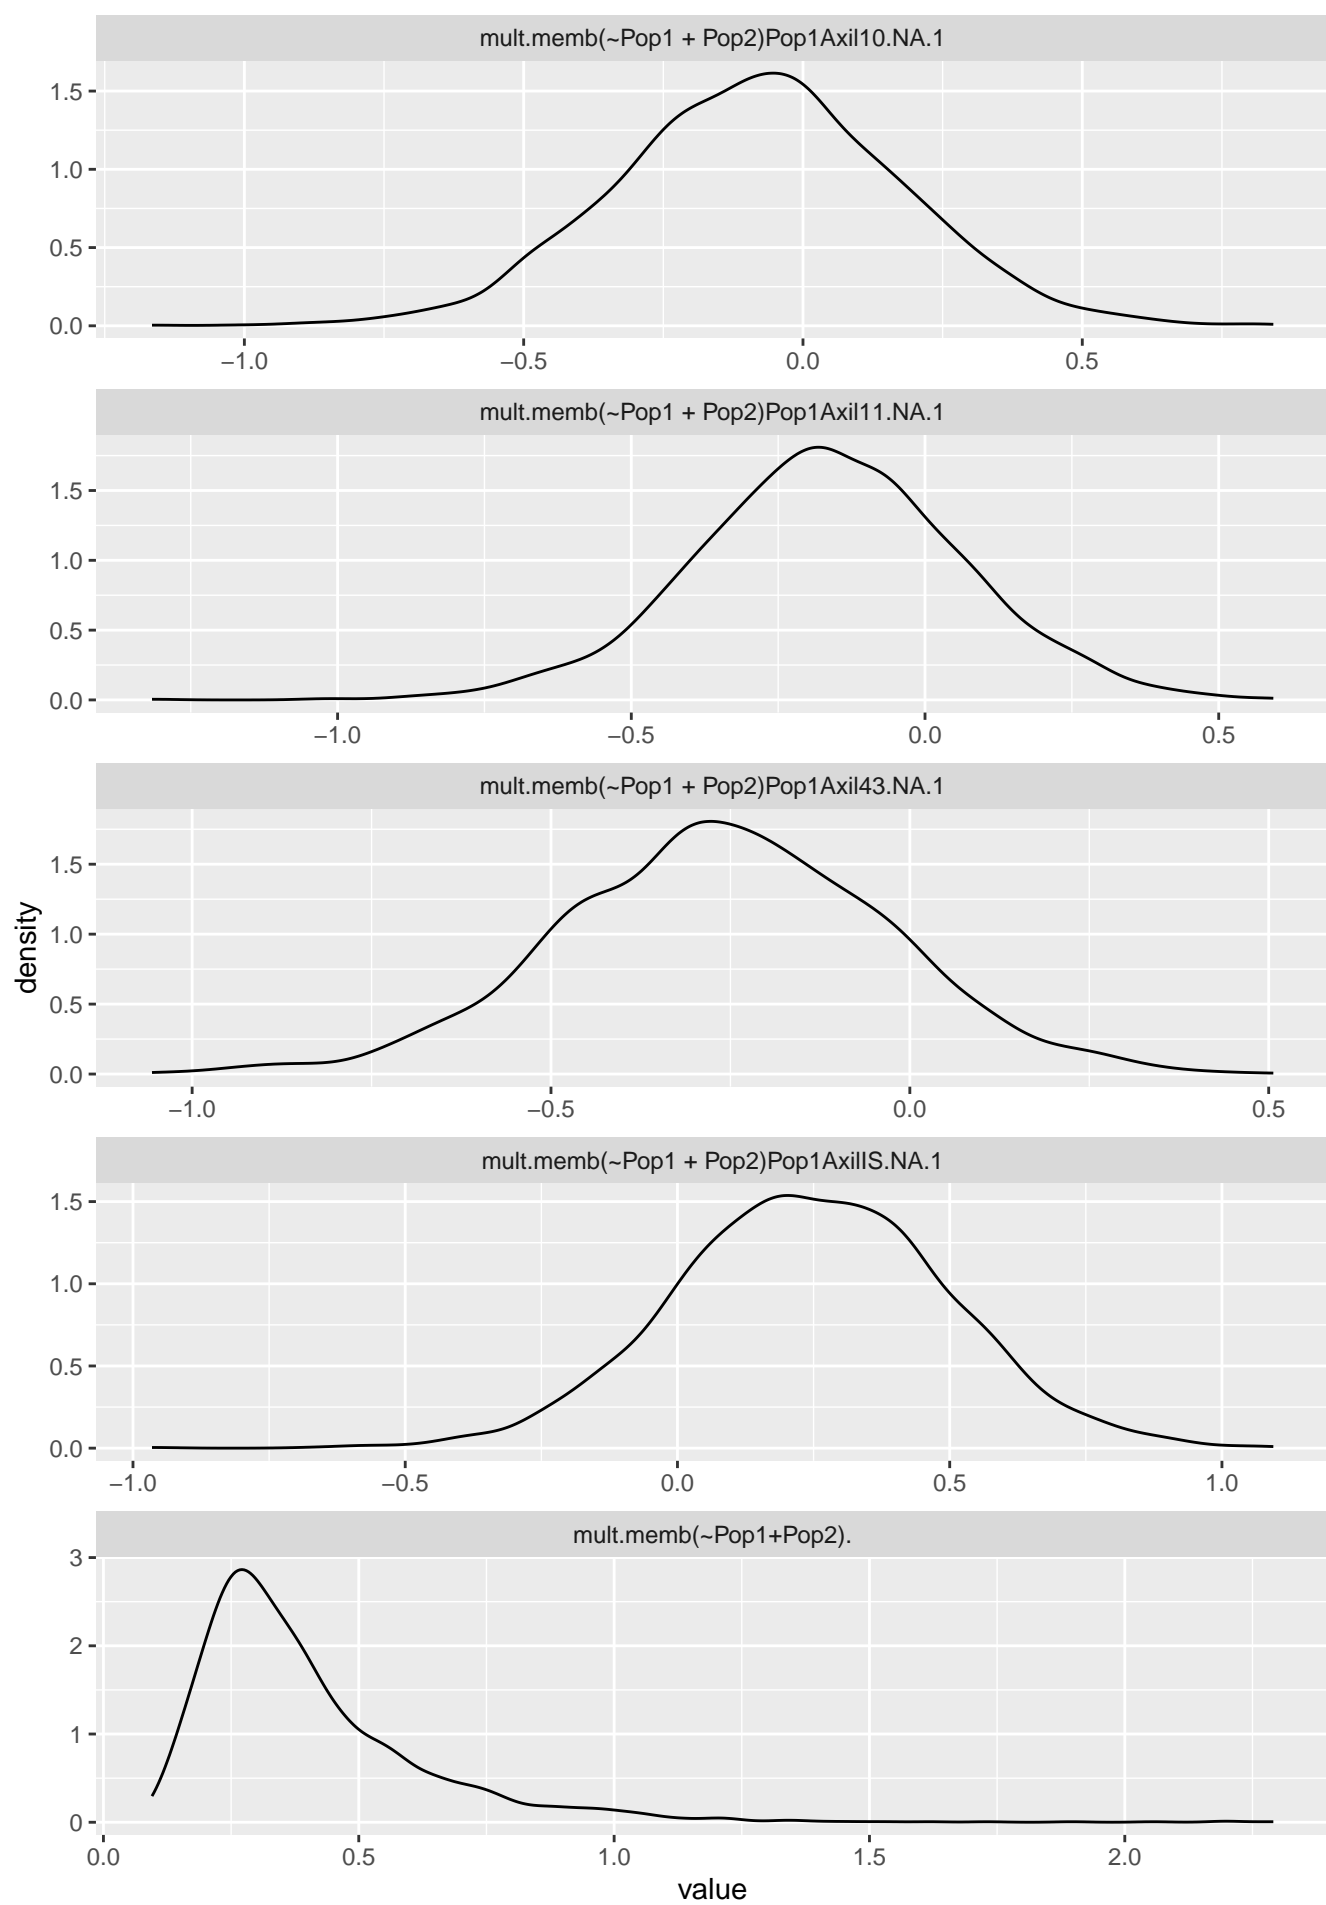 mult.memb(~Pop1 + Pop2)Pop1Axil10.NA.1
1.5
1.0
0.5
0.0
−1.0 −0.5 0.0 0.5
mult.memb(~Pop1 + Pop2)Pop1Axil11.NA.1
1.5
1.0
0.5
0.0
−1.0 −0.5 0.0 0.5
mult.memb(~Pop1 + Pop2)Pop1Axil43.NA.1
1.5
1.0
0.5
0.0
−1.0 −0.5 0.0 0.5
density
mult.memb(~Pop1 + Pop2)Pop1AxilIS.NA.1
1.5
1.0
0.5
0.0
−1.0 −0.5 0.0 0.5 1.0
mult.memb(~Pop1+Pop2).
3
2
1
0
0.0 0.5 1.0 1.5 2.0
value